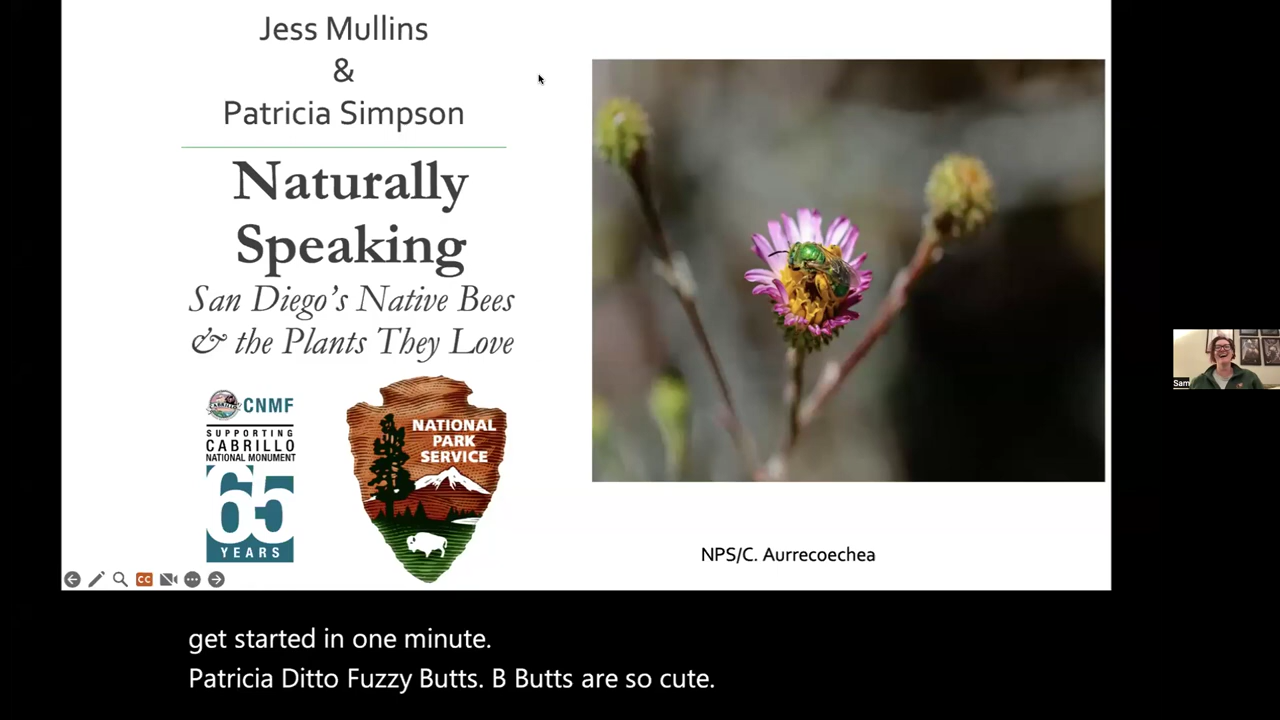 Jess Mullins
&
Patricia Simpson
Naturally
Speaking
San Diego's Native Bees
& the Plants They Love
CNMF
SUPPORTING
CABRILLO
NATIONAL MONUMENT
65
YEARS
NATIONAL
PARK
SERVICE
NPS/C. Aurrecoechea
CC
Sam
get started in one minute.
Patricia Ditto Fuzzy Butts. B Butts are so cute.